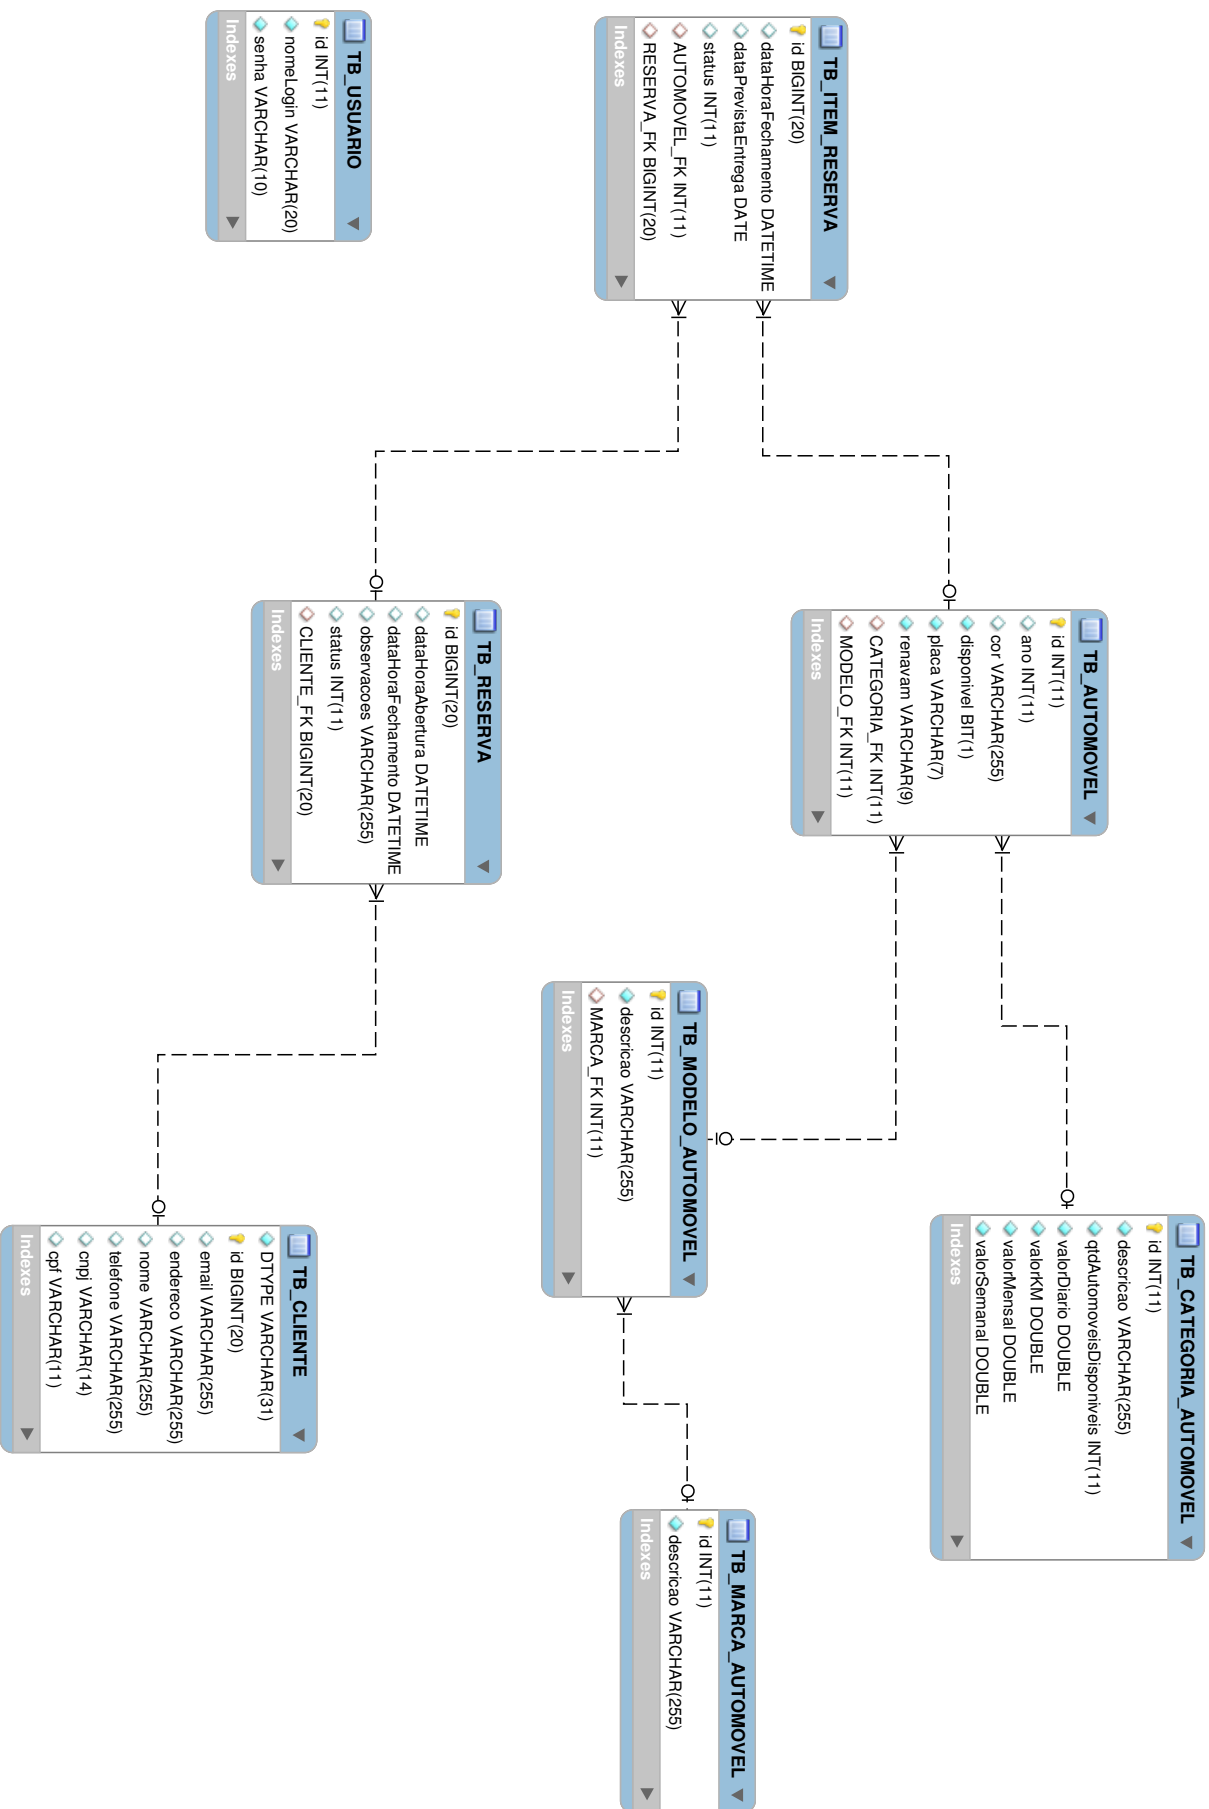 TB_ITEM_RESERVA
id BIGINT(20)
dataHoraFechamento DATETIME
dataPrevistaEntrega DATE
status INT(11)
AUTOMOVEL_FK INT(11)
RESERVA_FK BIGINT(20)
Indexes
TB_USUARIO
id INT(11)
nomeLogin VARCHAR(20)
senha VARCHAR(10)
Indexes
TB_AUTOMOVEL
id INT(11)
ano INT(11)
cor VARCHAR(255)
disponivel BIT(1)
placa VARCHAR(7)
renavam VARCHAR(9)
CATEGORIA_FK INT(11)
MODELO_FK INT(11)
Indexes
TB_RESERVA
id BIGINT(20)
dataHoraAbertura DATETIME
dataHoraFechamento DATETIME
observacoes VARCHAR(255)
status INT(11)
CLIENTE_FK BIGINT(20)
Indexes
TB_MODELO_AUTOMOVEL
id INT(11)
descricao VARCHAR(255)
MARCA_FK INT(11)
Indexes
TB_CATEGORIA_AUTOMOVEL
id INT(11)
descricao VARCHAR(255)
qtdAutomoveisDisponiveis INT(11)
valorDiario DOUBLE
valorKM DOUBLE
valorMensal DOUBLE
valorSemanal DOUBLE
Indexes
TB_CLIENTE
DTYPE VARCHAR(31)
id BIGINT(20)
email VARCHAR(255)
endereco VARCHAR(255)
nome VARCHAR(255)
telefone VARCHAR(255)
cnpj VARCHAR(14)
cpf VARCHAR(11)
Indexes
TB_MARCA_AUTOMOVEL
id INT(11)
descricao VARCHAR(255)
Indexes